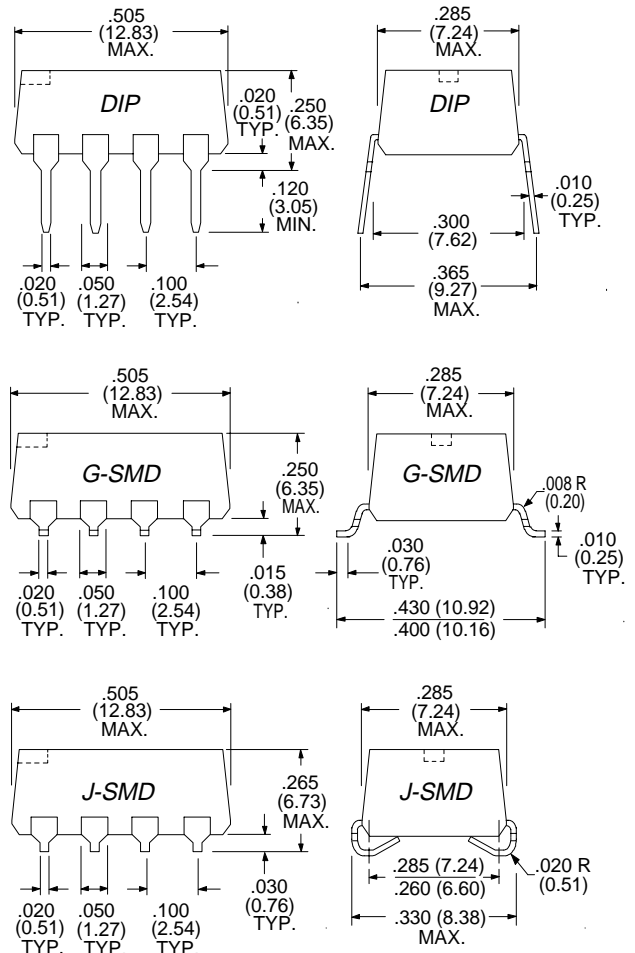 .505
(12.83)
MAX.
DIP
.020
(0.51)
TYP.
.250
(6.35)
MAX.
.120
(3.05)
MIN.
.020
(0.51)
TYP.
.050
(1.27)
TYP.
.100
(2.54)
TYP.
.285
(7.24)
MAX.
DIP
.010
(0.25)
TYP.
.300
(7.62)
.365
(9.27)
MAX.
.505
(12.83)
MAX.
G-SMD
.250
(6.35)
MAX.
.015
(0.38)
TYP.
.020
(0.51)
TYP.
.050
(1.27)
TYP.
.100
(2.54)
TYP.
.285
(7.24)
MAX.
G-SMD
.008 R
(0.20)
.010
(0.25)
TYP.
.030
(0.76)
TYP.
.430 (10.92)
.400 (10.16)
.505
(12.83)
MAX.
J-SMD
.265
(6.73)
MAX.
.030
(0.76)
TYP.
.020
(0.51)
TYP.
.050
(1.27)
TYP.
.100
(2.54)
TYP.
.285
(7.24)
MAX.
J-SMD
.285 (7.24)
.260 (6.60)
.020 R
(0.51)
.330 (8.38)
MAX.